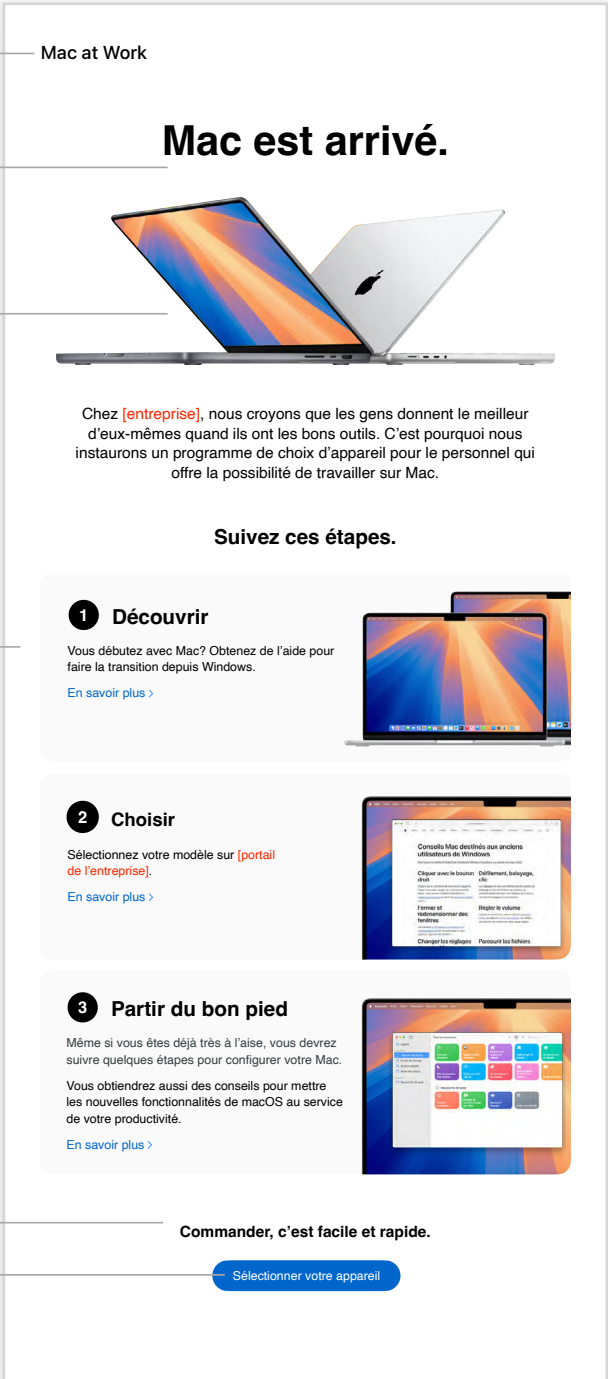 Mac at Work
Mac est arrivé.
Chez [entreprise], nous croyons que les gens donnent le meilleur
d’eux-mêmes quand ils ont les bons outils. C’est pourquoi nous
instaurons un programme de choix d’appareil pour le personnel qui
offre la possibilité de travailler sur Mac.
Suivez ces étapes.
1 Découvrir
Vous débutez avec Mac? Obtenez de l’aide pour
faire la transition depuis Windows.
En savoir plus >
2 Choisir
Sélectionnez votre modèle sur [portail
de l’entreprise].
En savoir plus >
Conseils Mac destinés aux anciens
utilisateurs de Windows
Cliquer avec le bouton
droit
Défilement, balayage,
clic
Fermer et
redimensionner des
fenêtres
Régler le volume
Changer les réglages
Parcourir les fichiers
3 Partir du bon pied
Même si vous êtes déjà très à l’aise, vous devrez
suivre quelques étapes pour configurer votre Mac.
Vous obtiendrez aussi des conseils pour mettre
les nouvelles fonctionnalités de macOS au service
de votre productivité.
En savoir plus >
Commander, c’est facile et rapide.
Sélectionner votre appareil